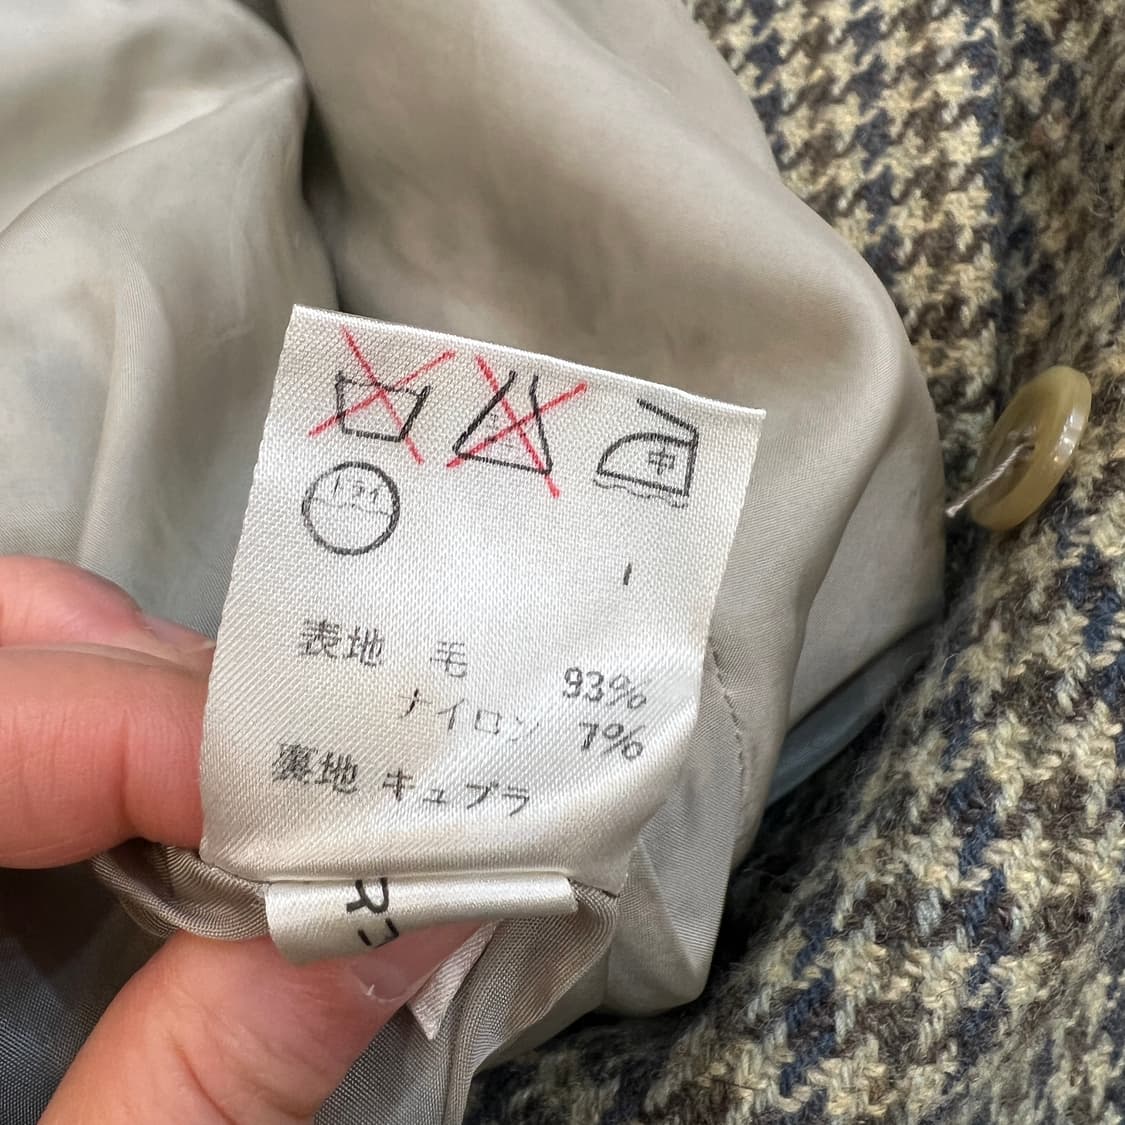 中
ドライ
表地 毛 93%
ナイロン 7%
裏地 キュプラ